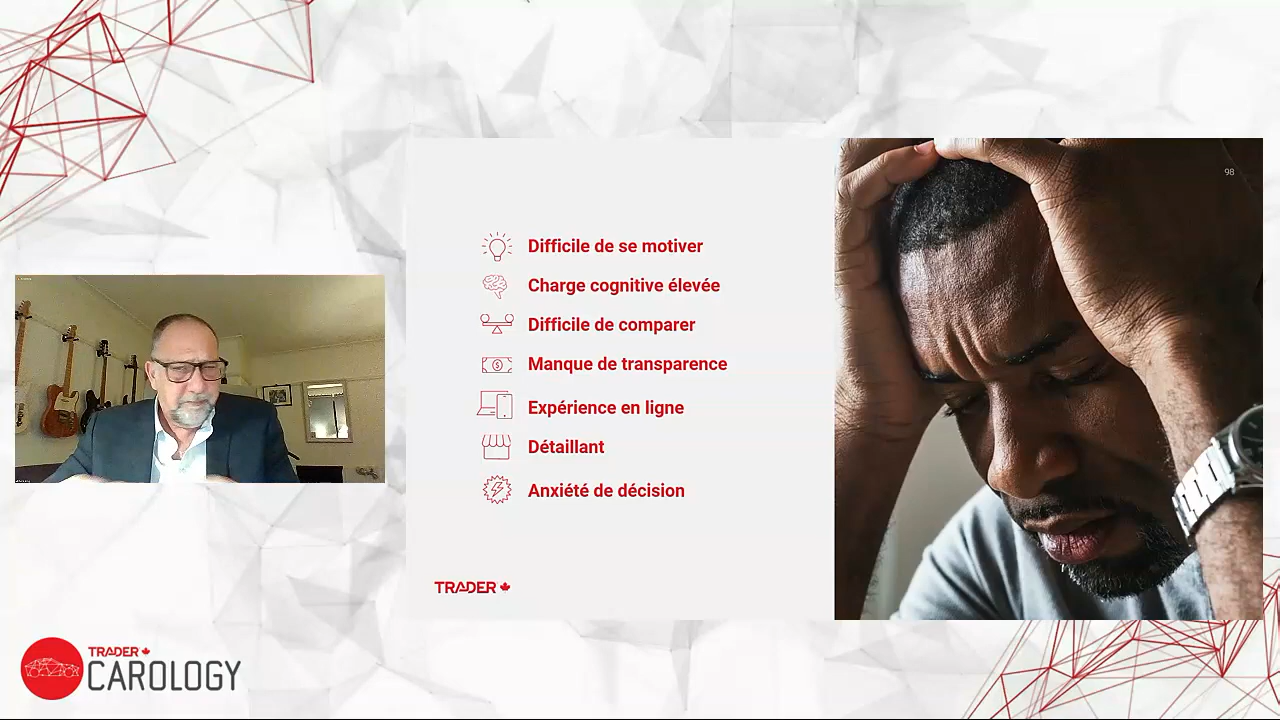 98
Difficile de se motiver
Charge cognitive élevée
Difficile de comparer
Manque de transparence
Expérience en ligne
Détaillant
Anxiété de décision
TRADER
TRADER
CAROLOGY